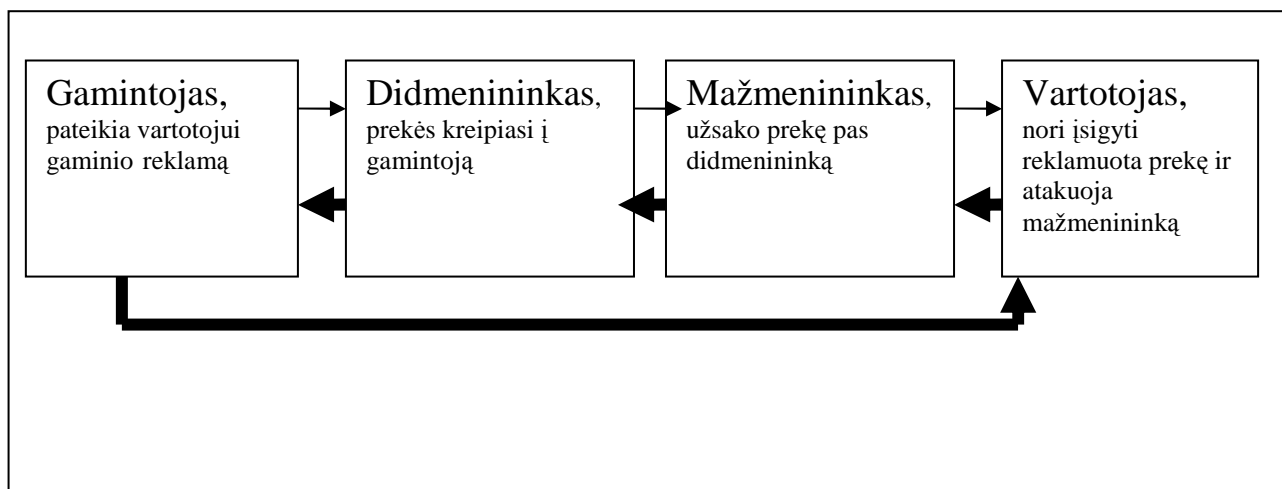 Gamintojas,
pateikia vartotojui
gaminio reklamą
Didmenininkas,
prekės kreipiasi į
gamintoją
Mažmenininkas,
užsako prekę pas
didmenininką
Vartotojas,
nori įsigyti
reklamuota prekę ir
atakuoja
mažmenininką